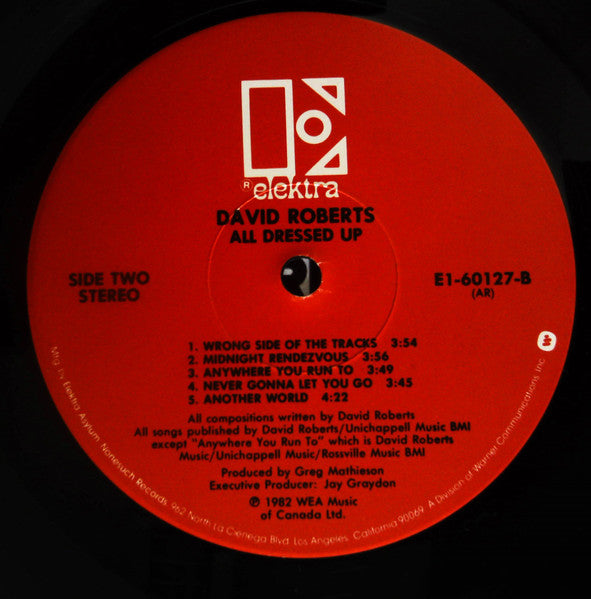 ® elektra
DAVID ROBERTS
ALL DRESSED UP
SIDE TWO
STEREO
E1-60127-B
(AR)
1. WRONG SIDE OF THE TRACKS 3:54
2. MIDNIGHT RENDEZVOUS 3:56
3. ANYWHERE YOU RUN TO 3:49
4. NEVER GONNA LET YOU GO 3:45
5. ANOTHER WORLD 4:22
All compositions written by David Roberts
All songs published by David Roberts/Unichappell Music BMI
except "Anywhere You Run To" which is David Roberts
Music/Unichappell Music/Rossville Music BMI
Produced by Greg Mathieson
Executive Producer: Jay Graydon
℗ 1982 WEA Music
of Canada Ltd.
Mfg. by Elektra Asylum Nonesuch Records, 962 North La Cienega Blvd. Los Angeles, California 90069. A Division of Warner Communications, Inc.